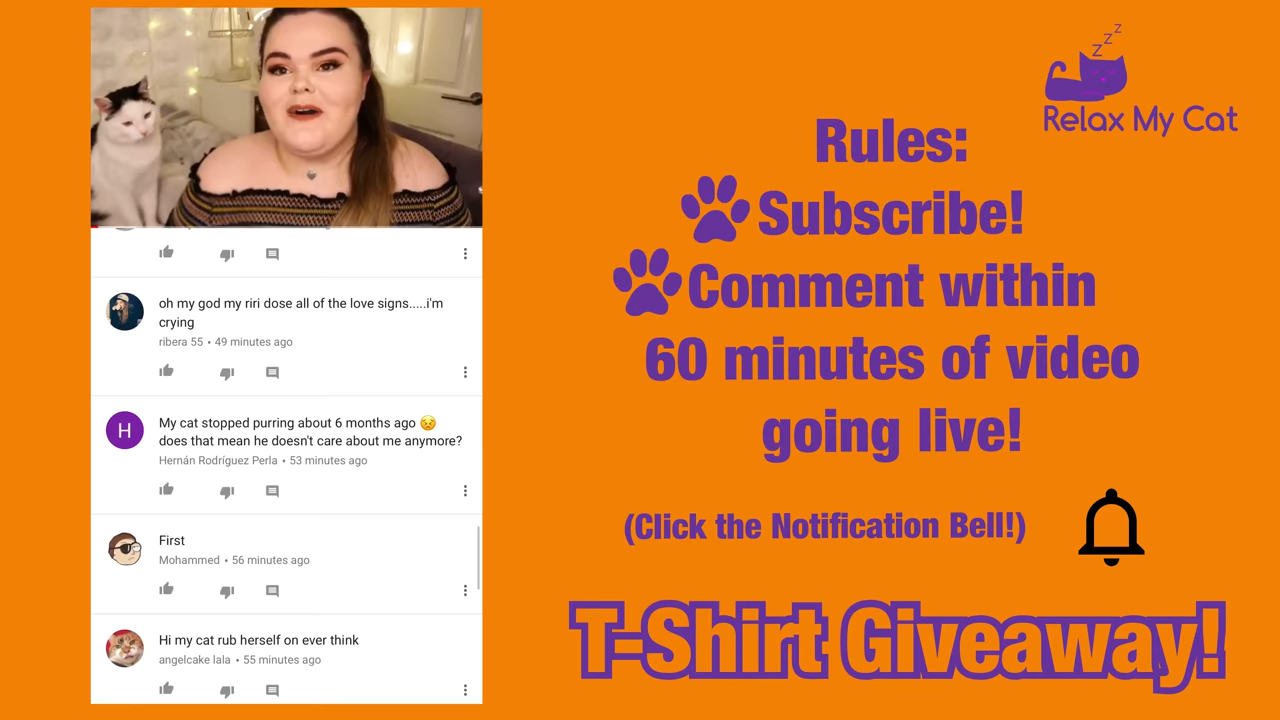 oh my god my riri dose all of the love signs.....i'm
crying
ribera 55 • 49 minutes ago
H
My cat stopped purring about 6 months ago 😣
does that mean he doesn't care about me anymore?
Hernán Rodríguez Perla • 53 minutes ago
First
Mohammed • 56 minutes ago
Hi my cat rub herself on ever think
angelcake lala • 55 minutes ago
z z z
Relax My Cat
Rules:
Subscribe!
Comment within
60 minutes of video
going live!
(Click the Notification Bell!)
T-Shirt Giveaway!